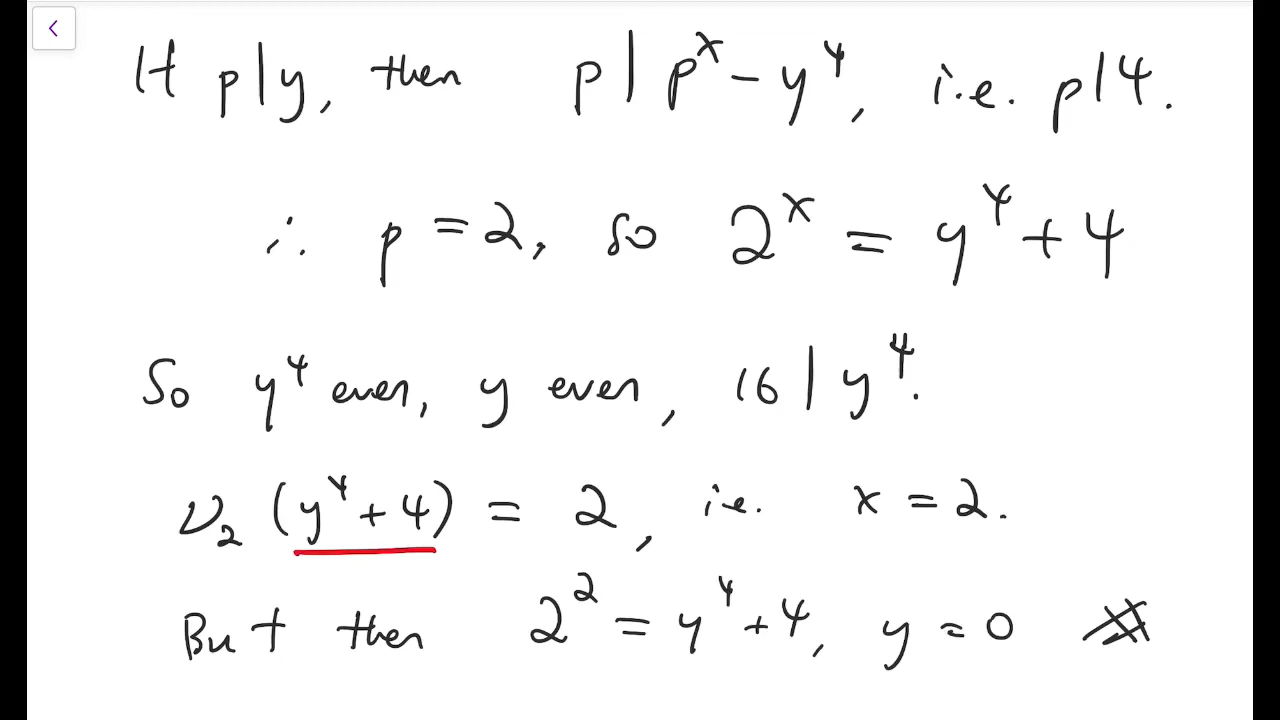 If p|y, then p | p^x - y^4, i.e. p|4.
∴ p = 2, so 2^x = y^4 + 4
So y^4 even, y even, 16 | y^4.
ν_2 (y^4 + 4) = 2, i.e. x = 2.
But then 2^2 = y^4 + 4, y = 0 ※